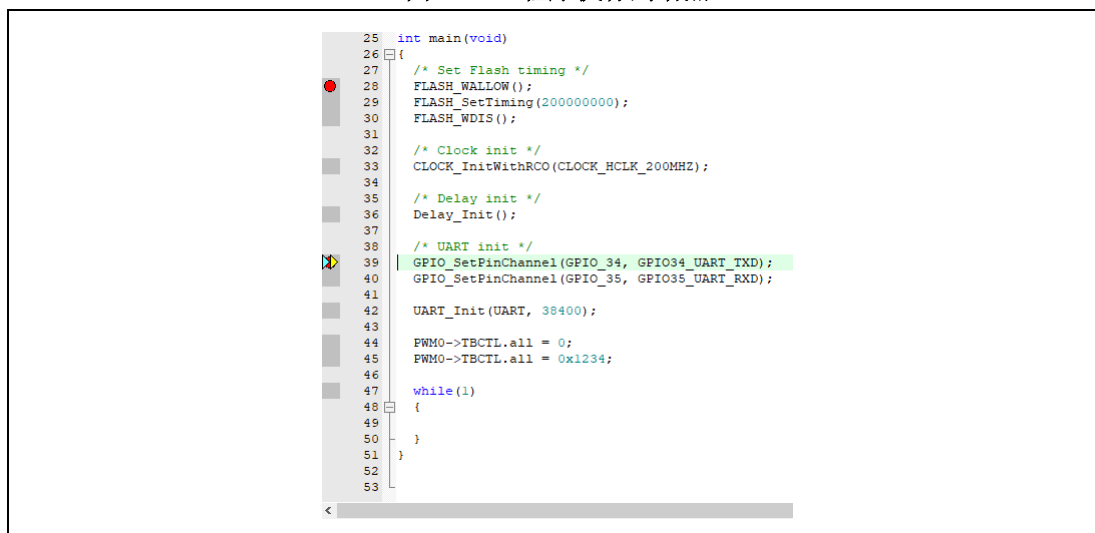 25 int main(void)
26 {
27 /* Set Flash timing */
28 FLASH_WALLOW();
29 FLASH_SetTiming(200000000);
30 FLASH_WDIS();
31
32 /* Clock init */
33 CLOCK_InitWithRCO(CLOCK_HCLK_200MHZ);
34
35 /* Delay init */
36 Delay_Init();
37
38 /* UART init */
39 GPIO_SetPinChannel(GPIO_34, GPIO34_UART_TXD);
40 GPIO_SetPinChannel(GPIO_35, GPIO35_UART_RXD);
41
42 UART_Init(UART, 38400);
43
44 PWM0->TBCTL.all = 0;
45 PWM0->TBCTL.all = 0x1234;
46
47 while(1)
48 {
49
50 }
51 }
52
53